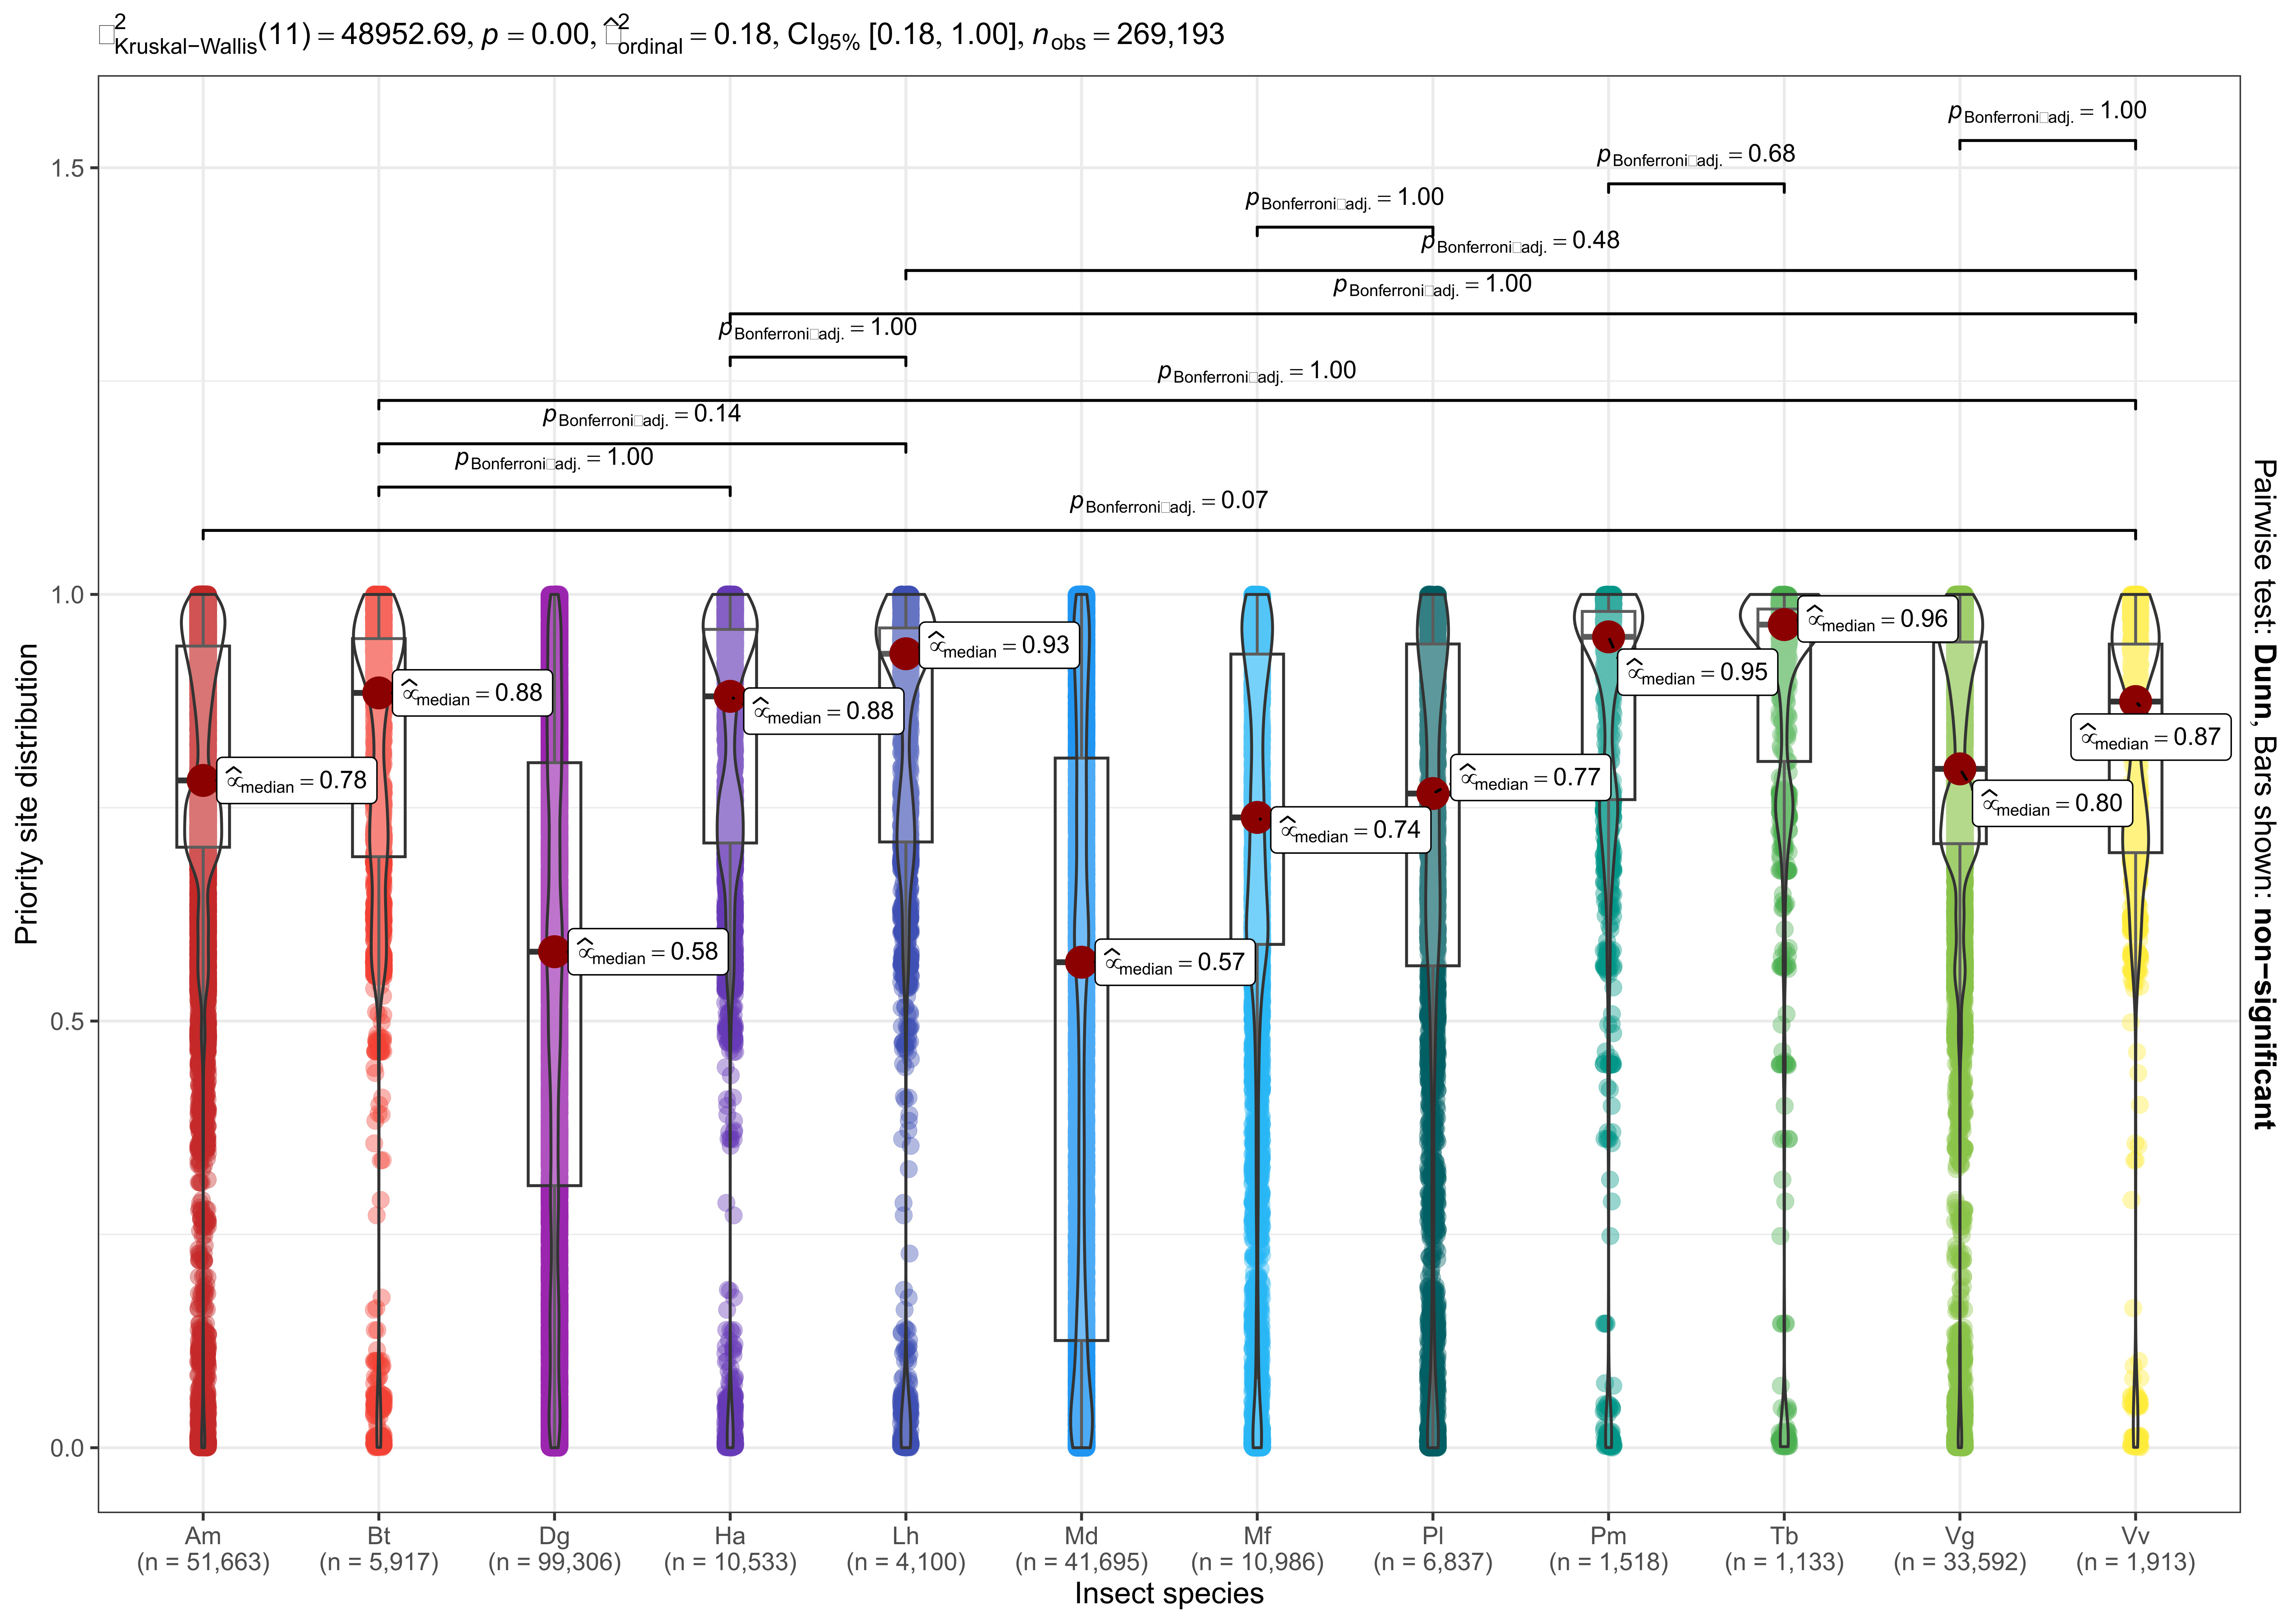 □²Kruskal−Wallis(11) = 48952.69, p = 0.00, □̂²ordinal = 0.18, CI95% [0.18, 1.00], nobs = 269,193
pBonferroni□adj. = 1.00
pBonferroni□adj. = 0.68
pBonferroni□adj. = 1.00
pBonferroni□adj. = 0.48
pBonferroni□adj. = 1.00
pBonferroni□adj. = 1.00
pBonferroni□adj. = 1.00
pBonferroni□adj. = 0.14
pBonferroni□adj. = 1.00
pBonferroni□adj. = 0.07
1.5
1.0
0.5
0.0
Priority site distribution
∝̂median = 0.78
∝̂median = 0.88
∝̂median = 0.58
∝̂median = 0.88
∝̂median = 0.93
∝̂median = 0.57
∝̂median = 0.74
∝̂median = 0.77
∝̂median = 0.95
∝̂median = 0.96
∝̂median = 0.80
∝̂median = 0.87
Pairwise test: Dunn, Bars shown: non−significant
Am Bt Dg Ha Lh Md Mf Pl Pm Tb Vg Vv
(n = 51,663) (n = 5,917) (n = 99,306) (n = 10,533) (n = 4,100) (n = 41,695) (n = 10,986) (n = 6,837) (n = 1,518) (n = 1,133) (n = 33,592) (n = 1,913)
Insect species